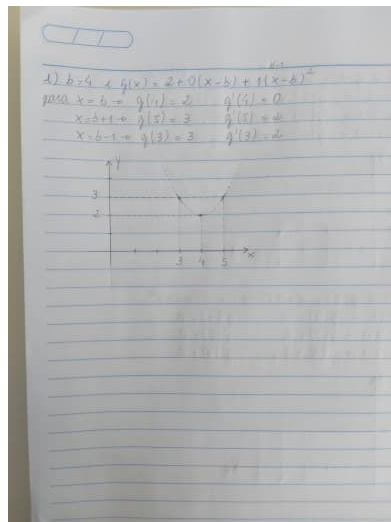 1) b=4 e g(x) = 2+0(x-b) + 1(x-b)²
para x=b → g(4)=2 g'(4)=0
x=b+1 → g(5)=3 g'(5)=2
x=b-1 → g(3)=3 g'(3)=2
y
3
2
3 4 5 x